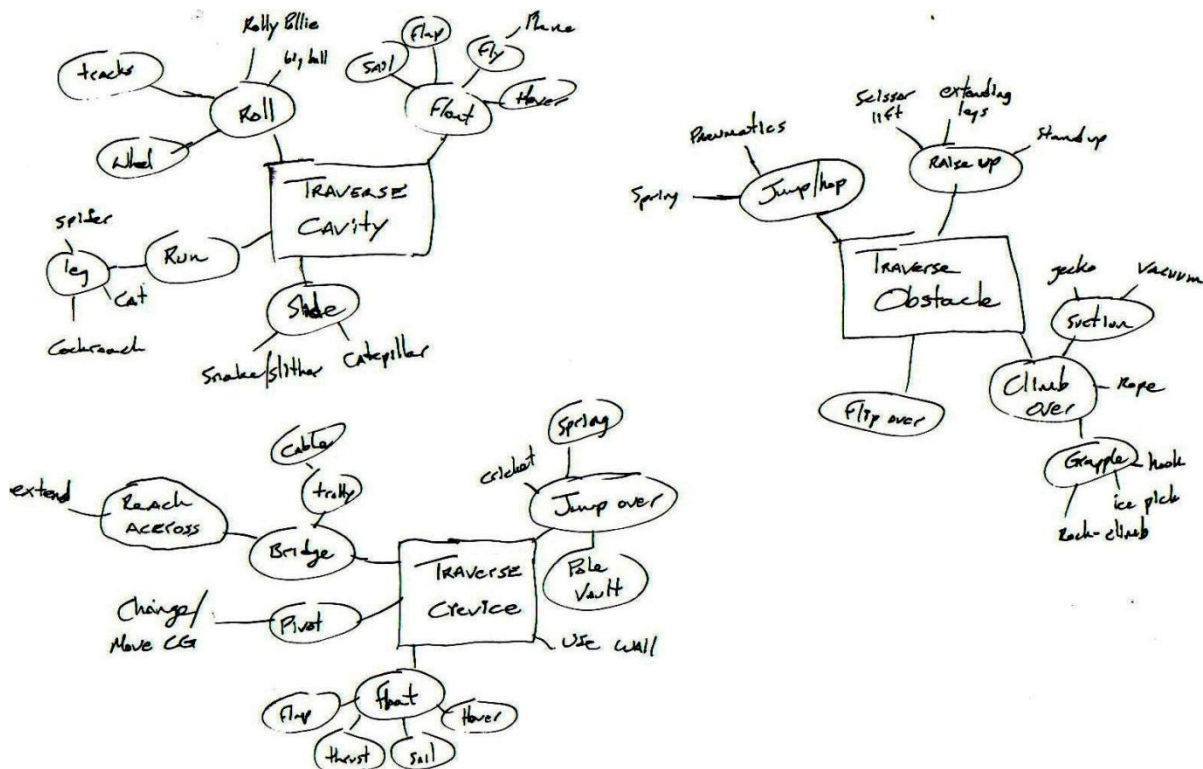 Rolly Pollie
big ball
tracks
Roll
Wheel
Sail
Flap
Fly
Plane
Hover
Float
TRAVERSE
CAVITY
Spider
leg
Run
CAT
Cockroach
Slide
Snake/slither
Catepillar
Pneumatics
Spring
Jump/hop
Scissor
lift
extending
legs
Stand up
Raise up
TRAVERSE
Obstacle
gecko
Vacuum
Suction
Climb
over
Rope
Flip over
Grapple
hook
ice pick
Rock-climb
extend
Reach
Across
Cable
trolly
Bridge
Spring
cricket
Jump over
Pole
Vault
TRAVERSE
Crevice
Change/
Move CG
Pivot
Use wall
Float
Flap
thrust
Sail
Hover